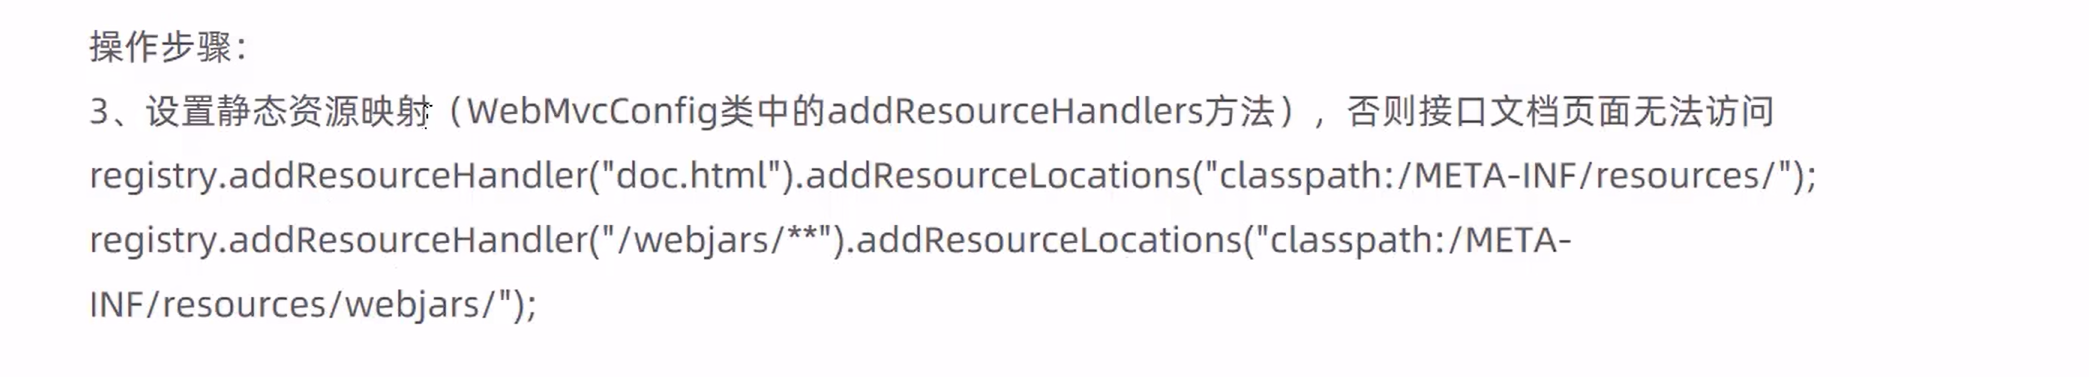 操作步骤：
3、设置静态资源映射（WebMvcConfig类中的addResourceHandlers方法），否则接口文档页面无法访问
registry.addResourceHandler("doc.html").addResourceLocations("classpath:/META-INF/resources/");
registry.addResourceHandler("/webjars/**").addResourceLocations("classpath:/META-
INF/resources/webjars/");